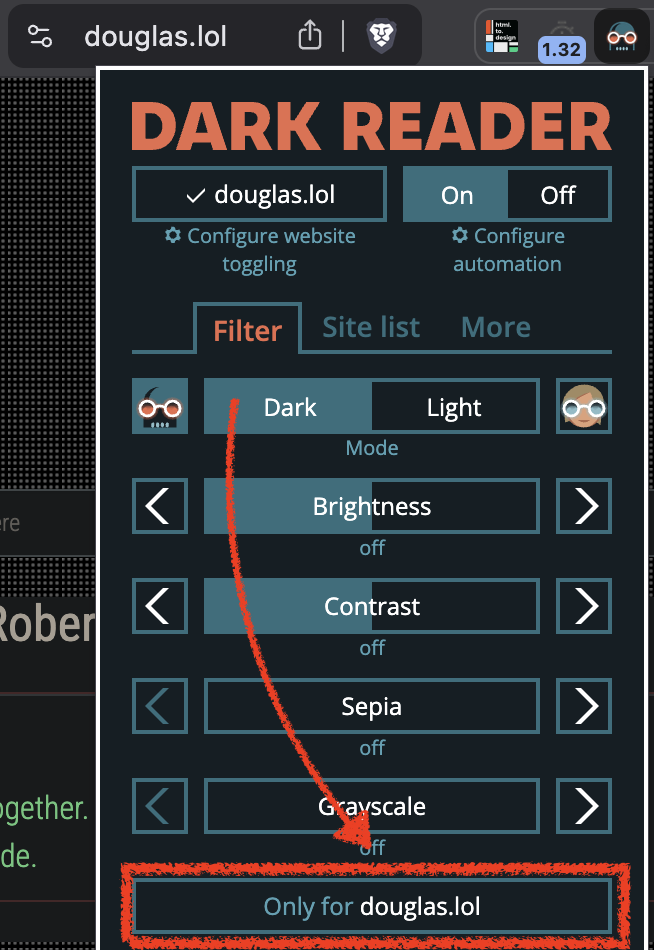 douglas.lol
html.
to.
design
1.32
DARK READER
douglas.lol
On
Off
Configure website
toggling
Configure
automation
Filter
Site list
More
Dark
Light
Mode
Brightness
off
ere
Contrast
off
Rober
Sepia
off
ogether.
Grayscale
off
de.
Only for douglas.lol